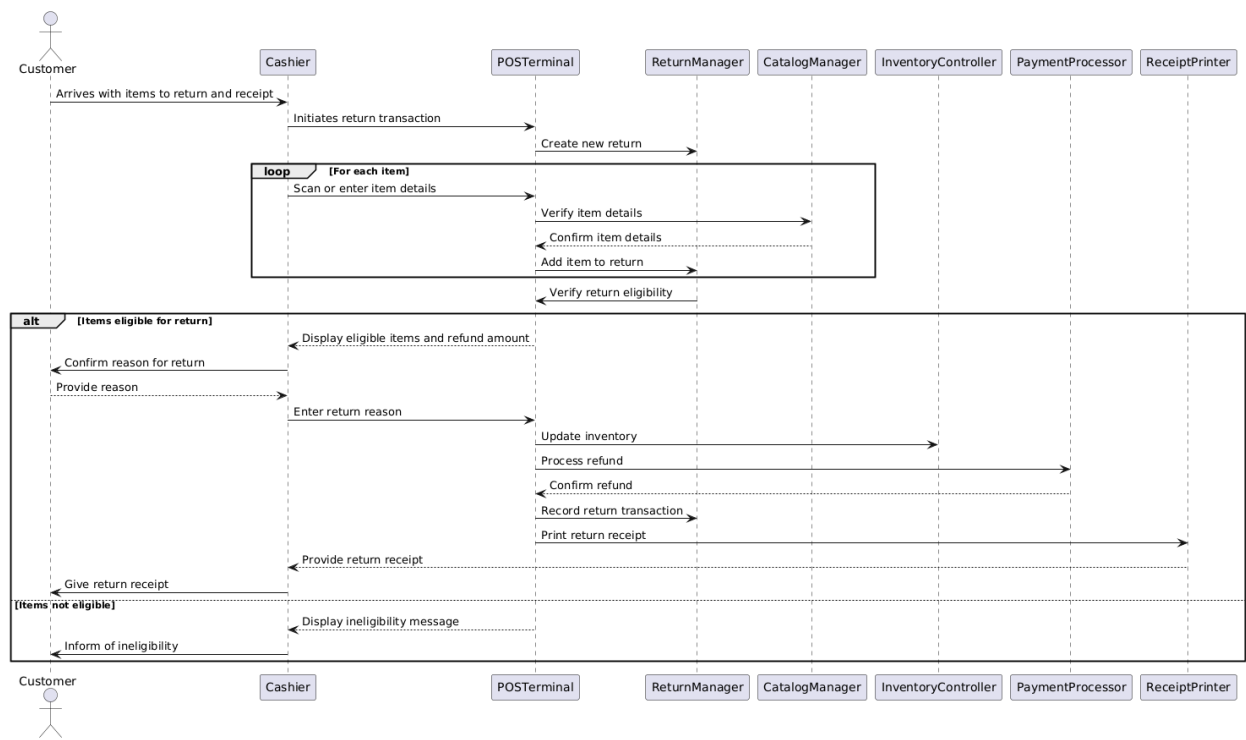 Customer
Cashier
POSTerminal
ReturnManager
CatalogManager
InventoryController
PaymentProcessor
ReceiptPrinter
Arrives with items to return and receipt
Initiates return transaction
Create new return
loop
[For each item]
Scan or enter item details
Verify item details
Confirm item details
Add item to return
Verify return eligibility
alt
[Items eligible for return]
Display eligible items and refund amount
Confirm reason for return
Provide reason
Enter return reason
Update inventory
Process refund
Confirm refund
Record return transaction
Print return receipt
Provide return receipt
Give return receipt
[Items not eligible]
Display ineligibility message
Inform of ineligibility
Customer
Cashier
POSTerminal
ReturnManager
CatalogManager
InventoryController
PaymentProcessor
ReceiptPrinter